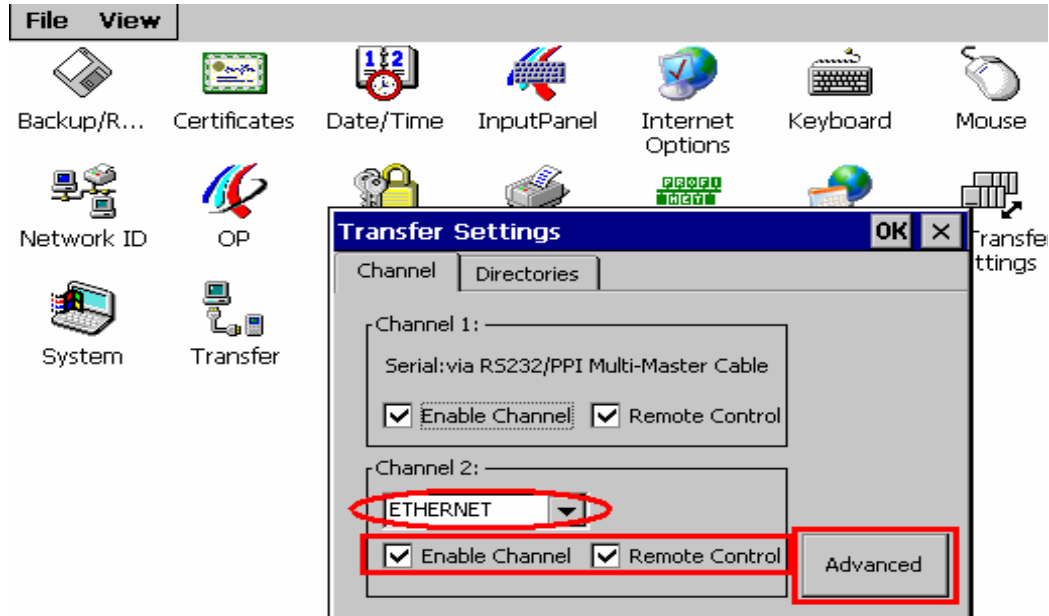 File View
Backup/R... Certificates Date/Time InputPanel Internet Options Keyboard Mouse
Network ID OP PROFI NET
Transfer Settings OK
Channel Directories
Channel 1:
Serial:via RS232/PPI Multi-Master Cable
Enable Channel Remote Control
System Transfer
Channel 2:
ETHERNET
Enable Channel Remote Control
Advanced